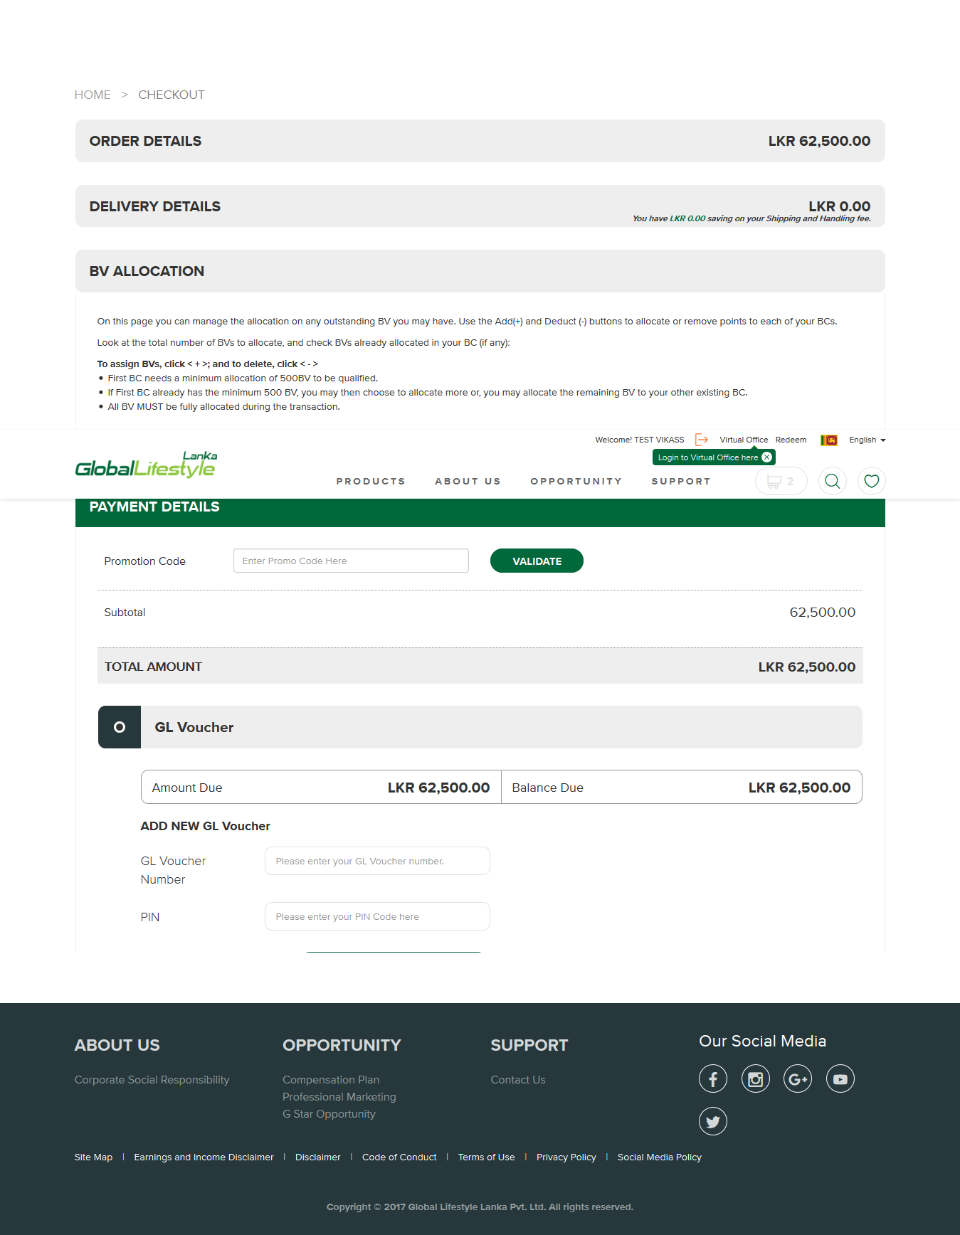 HOME > CHECKOUT
ORDER DETAILS LKR 62,500.00
DELIVERY DETAILS LKR 0.00
You have LKR 0.00 saving on your Shipping and Handling fee.
BV ALLOCATION
On this page you can manage the allocation on any outstanding BV you may have. Use the Add(+) and Deduct (-) buttons to allocate or remove points to each of your BCs.
Look at the total number of BVs to allocate, and check BVs already allocated in your BC (if any):
To assign BVs, click < + >; and to delete, click < - >
• First BC needs a minimum allocation of 500BV to be qualified.
• If First BC already has the minimum 500 BV, you may then choose to allocate more or, you may allocate the remaining BV to your other existing BC.
• All BV MUST be fully allocated during the transaction.
Welcome! TEST VIKASS Virtual Office Redeem English
Login to Virtual Office here
GlobalLifestyle Lanka
PRODUCTS ABOUT US OPPORTUNITY SUPPORT 2
PAYMENT DETAILS
Promotion Code Enter Promo Code Here VALIDATE
Subtotal 62,500.00
TOTAL AMOUNT LKR 62,500.00
GL Voucher
Amount Due LKR 62,500.00 Balance Due LKR 62,500.00
ADD NEW GL Voucher
GL Voucher Number Please enter your GL Voucher number.
PIN Please enter your PIN Code here
ABOUT US OPPORTUNITY SUPPORT Our Social Media
Corporate Social Responsibility Compensation Plan Contact Us
Professional Marketing
G Star Opportunity
Site Map | Earnings and Income Disclaimer | Disclaimer | Code of Conduct | Terms of Use | Privacy Policy | Social Media Policy
Copyright © 2017 Global Lifestyle Lanka Pvt. Ltd. All rights reserved.